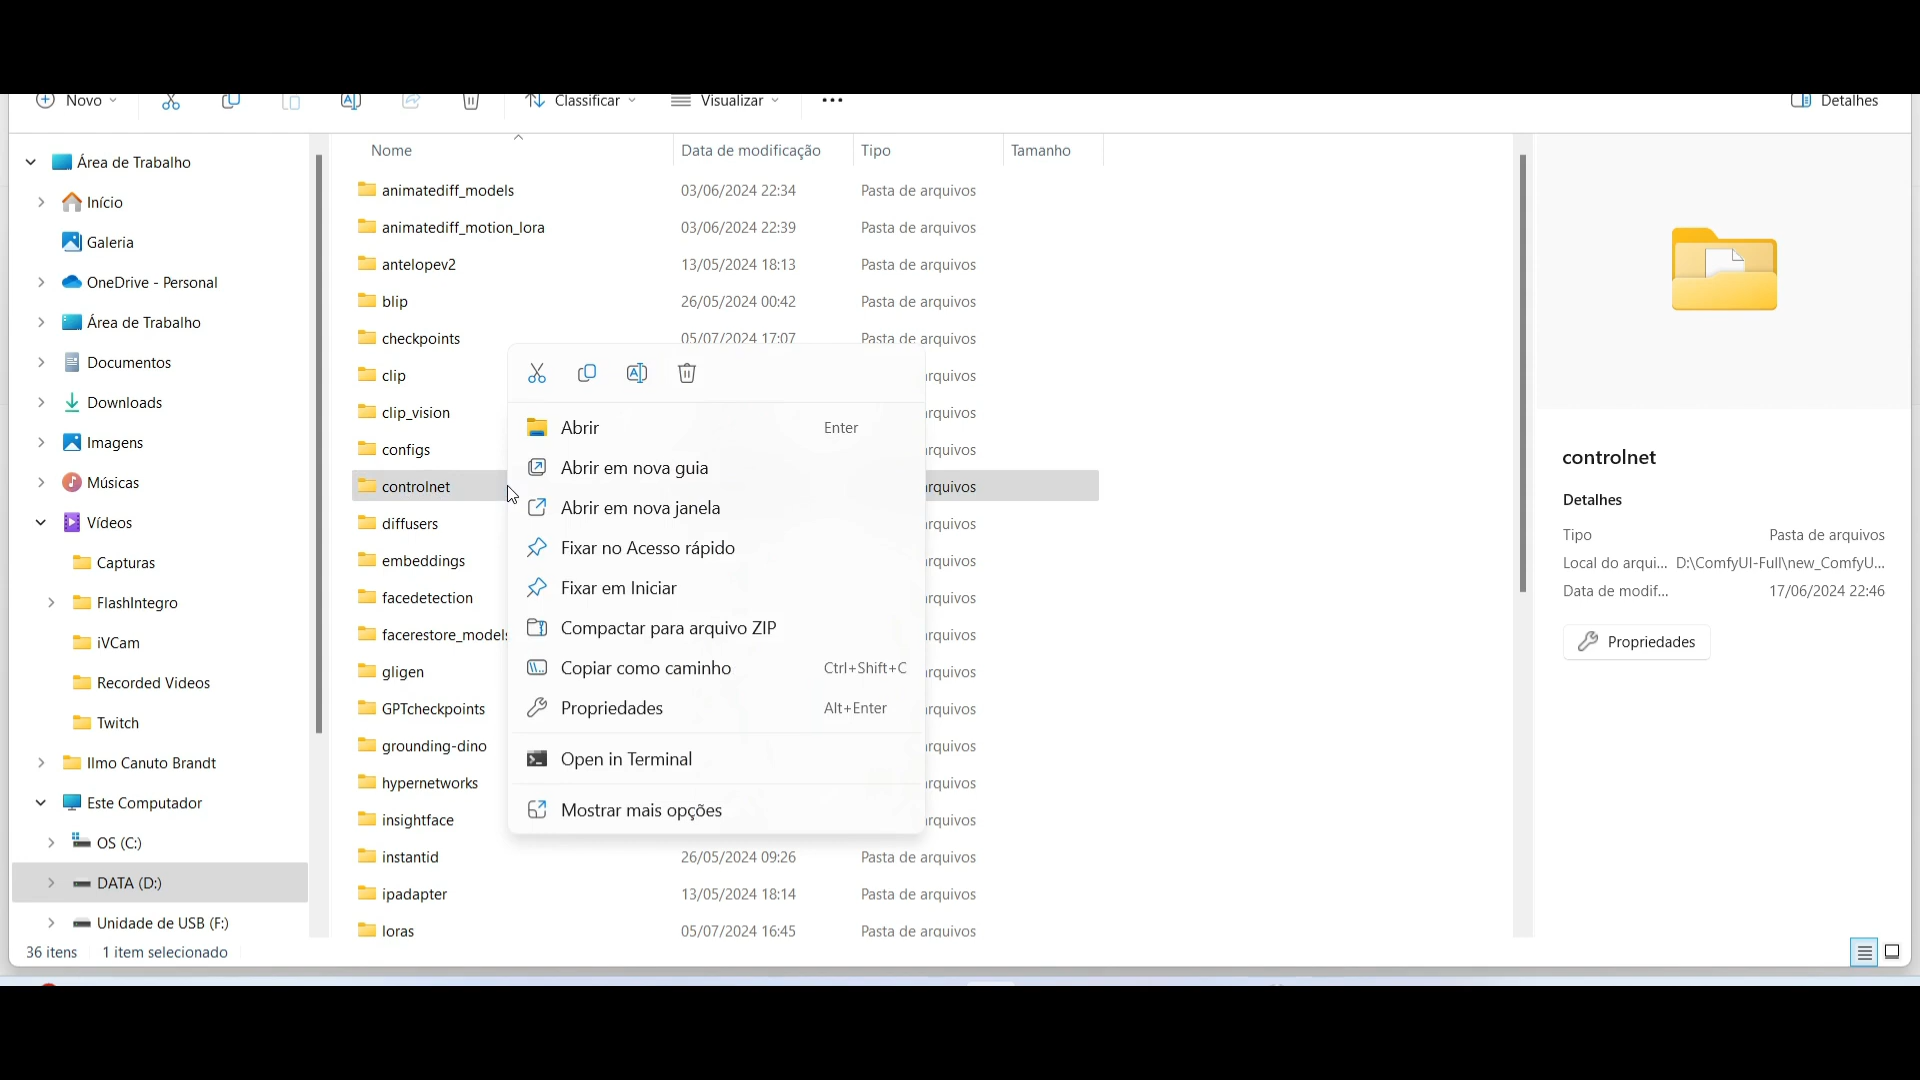 Novo
Classificar
Visualizar
Detalhes
Área de Trabalho
Início
Galeria
OneDrive - Personal
Área de Trabalho
Documentos
Downloads
Imagens
Músicas
Vídeos
Capturas
FlashIntegro
iVCam
Recorded Videos
Twitch
Ilmo Canuto Brandt
Este Computador
OS (C:)
DATA (D:)
Unidade de USB (F:)
Nome Data de modificação Tipo Tamanho
animatediff_models 03/06/2024 22:34 Pasta de arquivos
animatediff_motion_lora 03/06/2024 22:39 Pasta de arquivos
antelopev2 13/05/2024 18:13 Pasta de arquivos
blip 26/05/2024 00:42 Pasta de arquivos
checkpoints 05/07/2024 17:07 Pasta de arquivos
clip rquivos
clip_vision rquivos
configs rquivos
controlnet rquivos
diffusers rquivos
embeddings rquivos
facedetection rquivos
facerestore_models rquivos
gligen rquivos
GPTcheckpoints rquivos
grounding-dino rquivos
hypernetworks rquivos
insightface rquivos
instantid 26/05/2024 09:26 Pasta de arquivos
ipadapter 13/05/2024 18:14 Pasta de arquivos
loras 05/07/2024 16:45 Pasta de arquivos
Abrir Enter
Abrir em nova guia
Abrir em nova janela
Fixar no Acesso rápido
Fixar em Iniciar
Compactar para arquivo ZIP
Copiar como caminho Ctrl+Shift+C
Propriedades Alt+Enter
Open in Terminal
Mostrar mais opções
controlnet
Detalhes
Tipo Pasta de arquivos
Local do arqui... D:\ComfyUI-Full\new_ComfyU...
Data de modif... 17/06/2024 22:46
Propriedades
36 itens 1 item selecionado